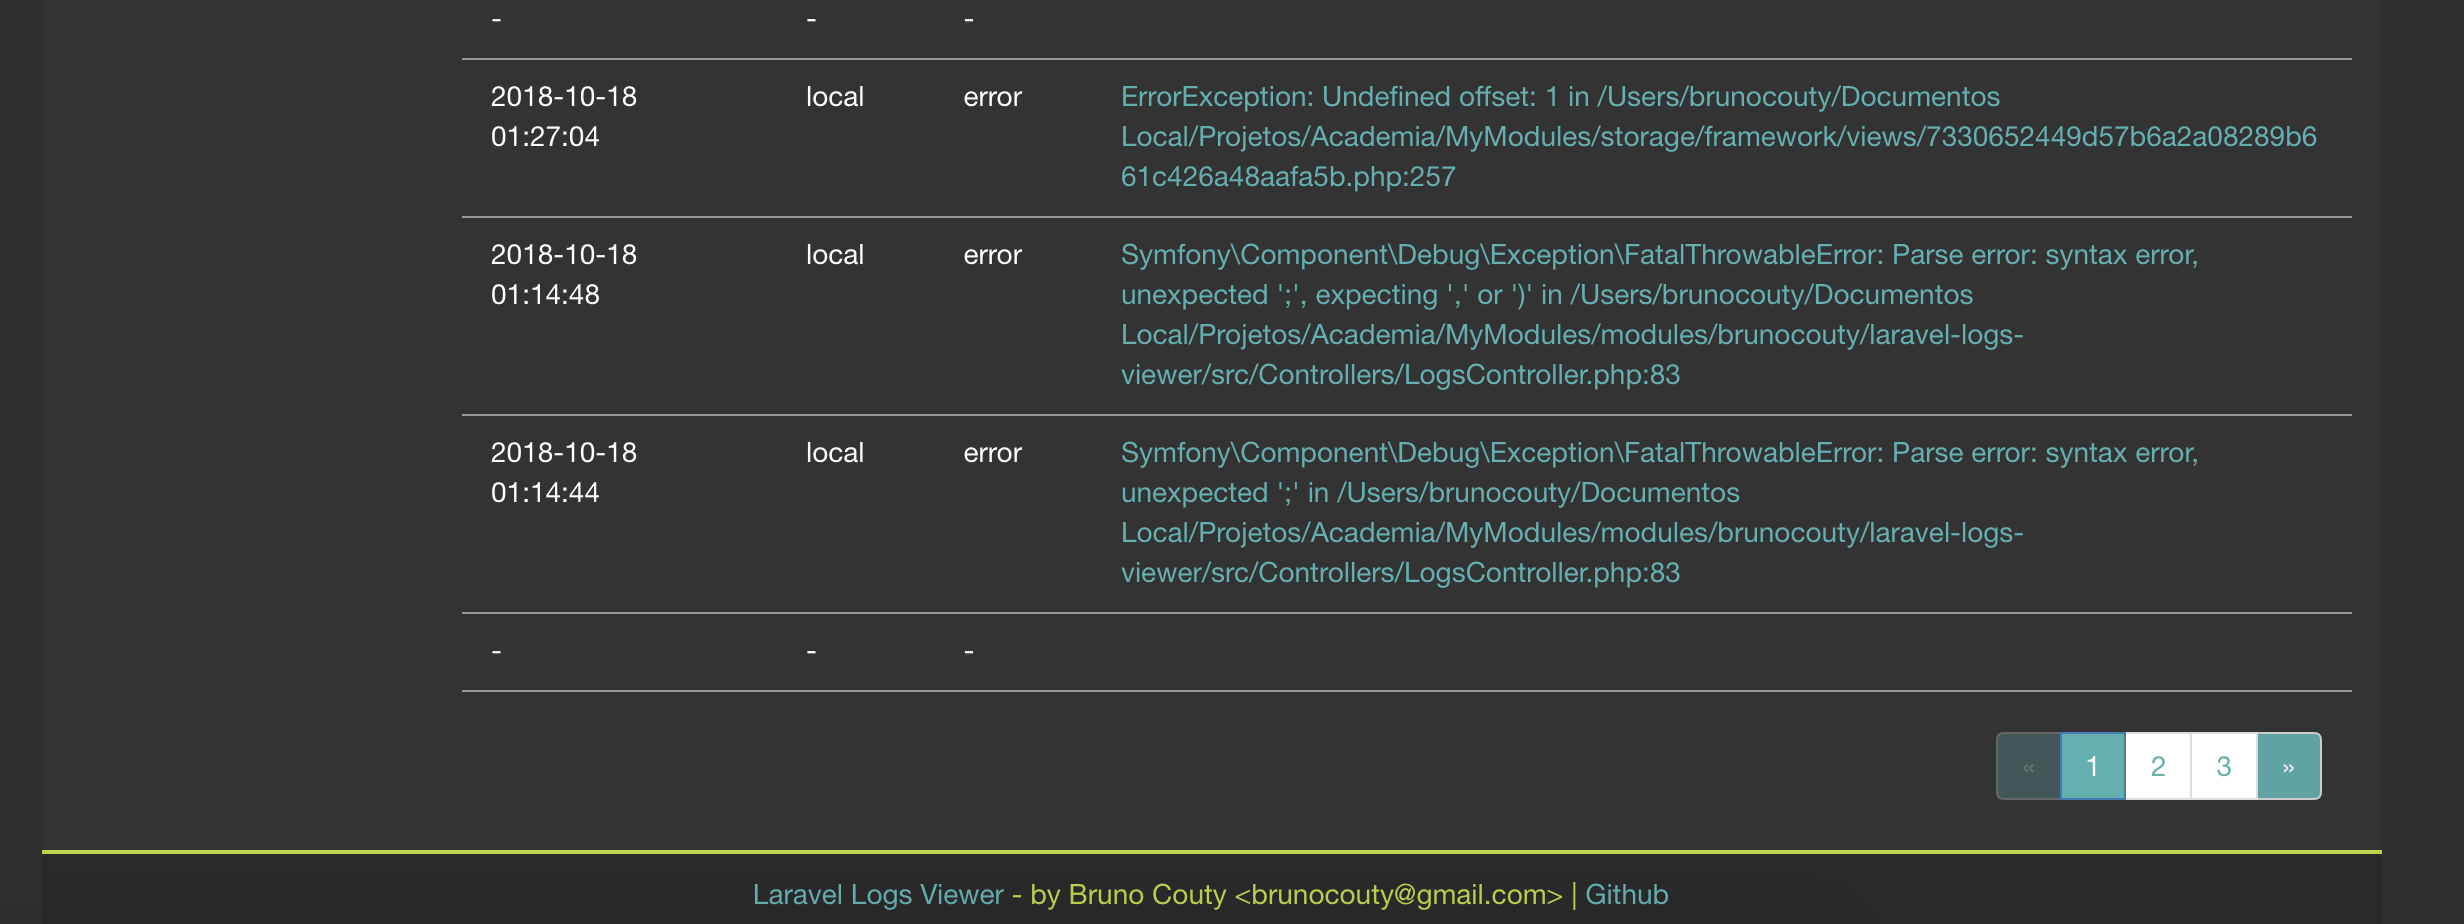 - - -
2018-10-18 local error ErrorException: Undefined offset: 1 in /Users/brunocouty/Documentos
01:27:04 Local/Projetos/Academia/MyModules/storage/framework/views/7330652449d57b6a2a08289b6
61c426a48aafa5b.php:257
2018-10-18 local error Symfony\Component\Debug\Exception\FatalThrowableError: Parse error: syntax error,
01:14:48 unexpected ';', expecting ',' or ')' in /Users/brunocouty/Documentos
Local/Projetos/Academia/MyModules/modules/brunocouty/laravel-logs-
viewer/src/Controllers/LogsController.php:83
2018-10-18 local error Symfony\Component\Debug\Exception\FatalThrowableError: Parse error: syntax error,
01:14:44 unexpected ';' in /Users/brunocouty/Documentos
Local/Projetos/Academia/MyModules/modules/brunocouty/laravel-logs-
viewer/src/Controllers/LogsController.php:83
- - -
« 1 2 3 »
Laravel Logs Viewer - by Bruno Couty <brunocouty@gmail.com> | Github